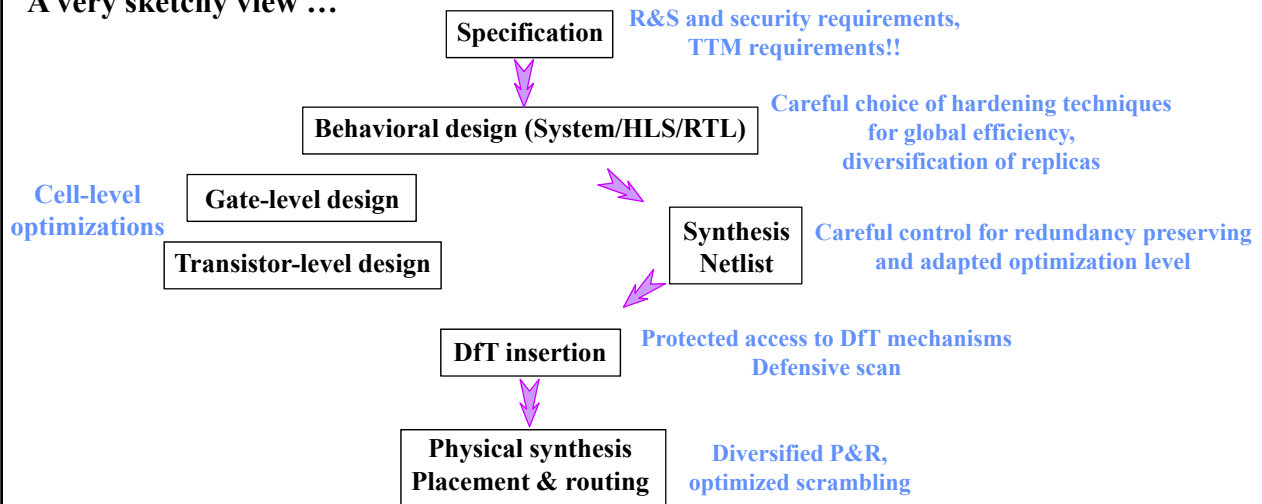 A very sketchy view …
Specification
R&S and security requirements,
TTM requirements!!
Behavioral design (System/HLS/RTL)
Careful choice of hardening techniques
for global efficiency,
diversification of replicas
Cell-level
optimizations
Gate-level design
Transistor-level design
Synthesis
Netlist
Careful control for redundancy preserving
and adapted optimization level
DfT insertion
Protected access to DfT mechanisms
Defensive scan
Physical synthesis
Placement & routing
Diversified P&R,
optimized scrambling